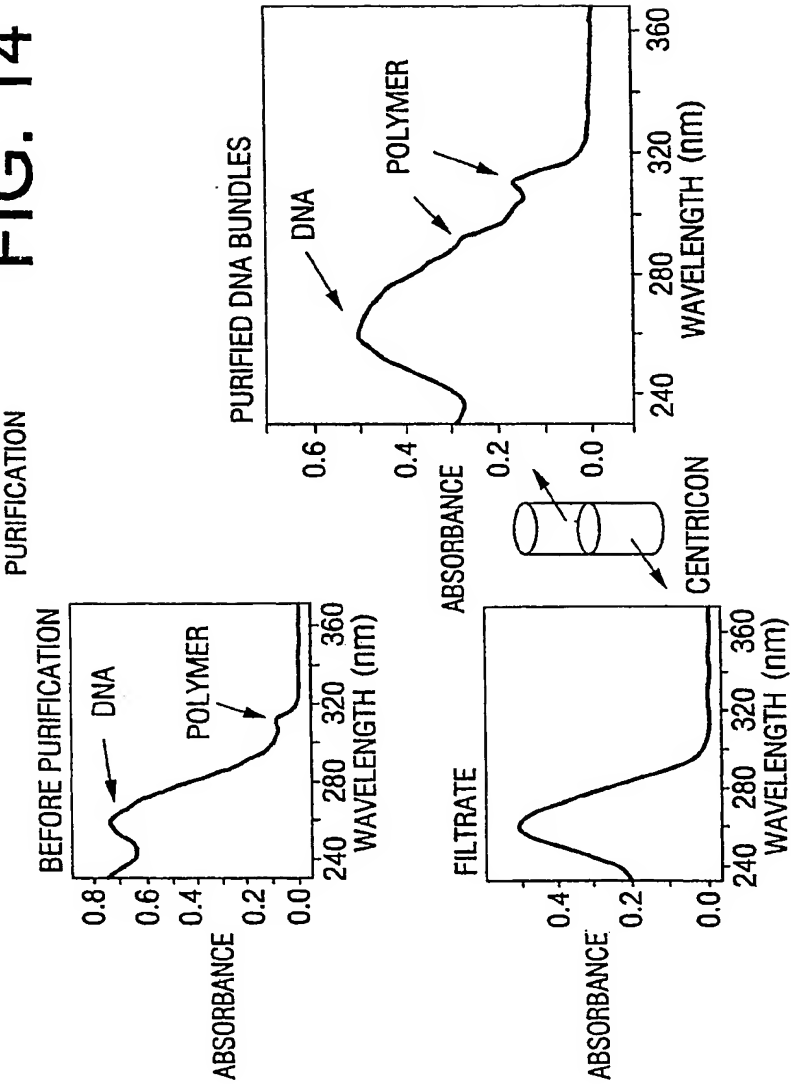 FIG. 14
PURIFICATION
BEFORE PURIFICATION
DNA
POLYMER
ABSORBANCE
0.8
0.6
0.4
0.2
0.0
240 280 320 360
WAVELENGTH (nm)
PURIFIED DNA BUNDLES
DNA
POLYMER
ABSORBANCE
0.6
0.4
0.2
0.0
240 280 320 360
WAVELENGTH (nm)
FILTRATE
ABSORBANCE
0.4
0.2
0.0
240 280 320 360
WAVELENGTH (nm)
CENTRICON